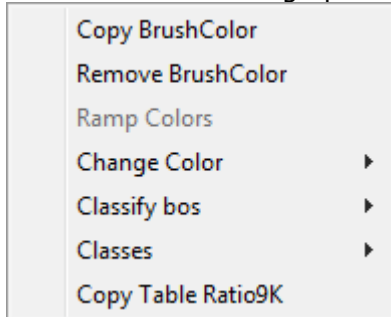 Copy BrushColor
Remove BrushColor
Ramp Colors
Change Color
Classify bos
Classes
Copy Table Ratio9K